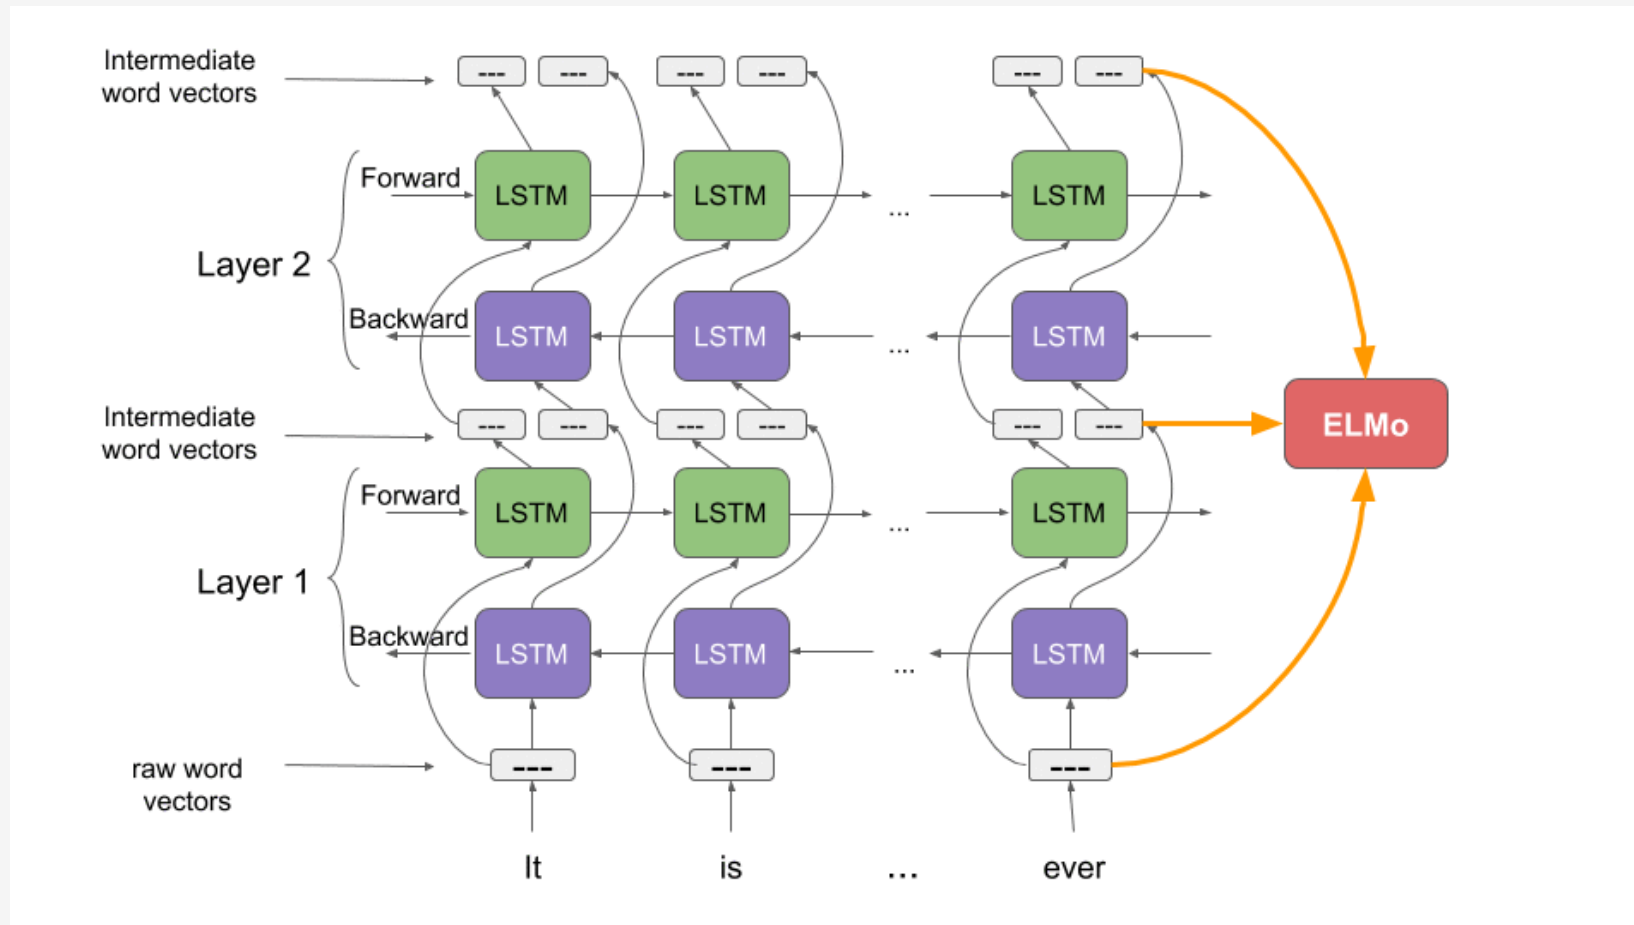 Intermediate
word vectors
--- --- --- --- --- ---
Forward
LSTM LSTM ... LSTM
Layer 2
Backward
LSTM LSTM ... LSTM
Intermediate
word vectors
--- --- --- --- --- ---
ELMo
Forward
LSTM LSTM ... LSTM
Layer 1
Backward
LSTM LSTM ... LSTM
raw word
vectors
--- --- ---
It is ... ever